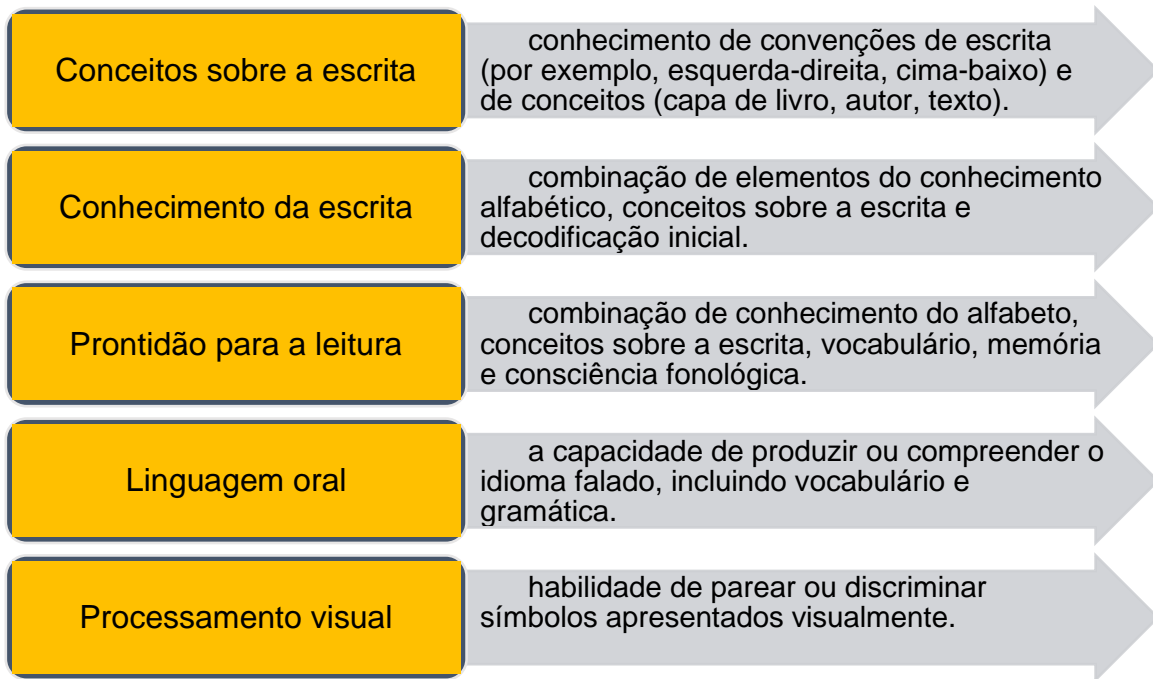 Conceitos sobre a escrita
conhecimento de convenções de escrita
(por exemplo, esquerda-direita, cima-baixo) e
de conceitos (capa de livro, autor, texto).
Conhecimento da escrita
combinação de elementos do conhecimento
alfabético, conceitos sobre a escrita e
decodificação inicial.
Prontidão para a leitura
combinação de conhecimento do alfabeto,
conceitos sobre a escrita, vocabulário, memória
e consciência fonológica.
Linguagem oral
a capacidade de produzir ou compreender o
idioma falado, incluindo vocabulário e
gramática.
Processamento visual
habilidade de parear ou discriminar
símbolos apresentados visualmente.